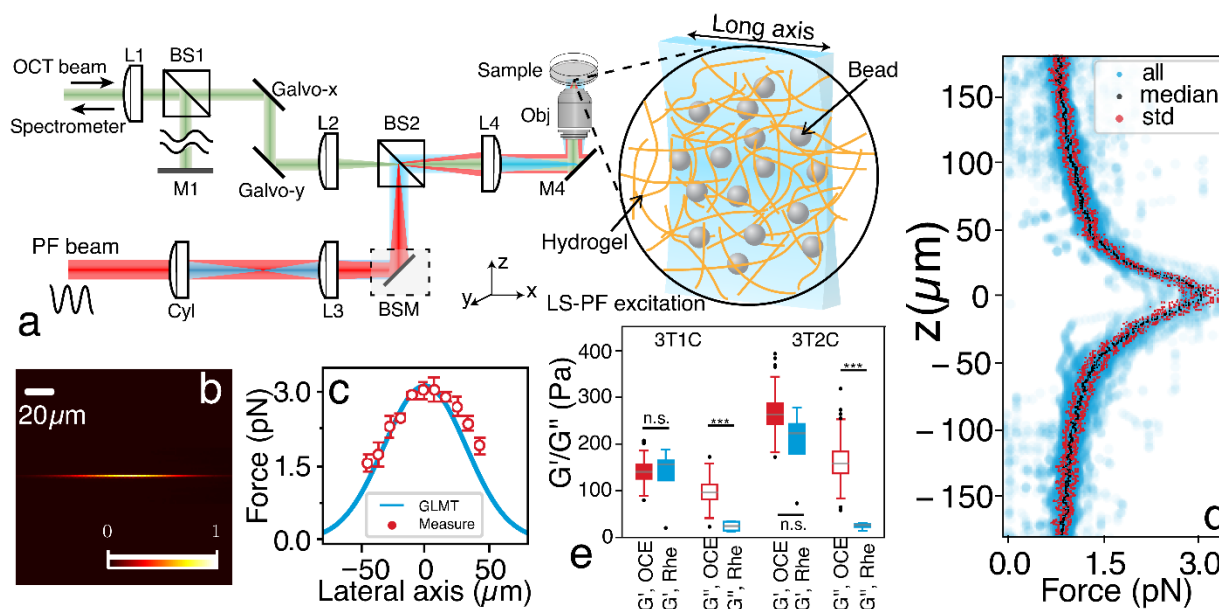 L1
BS1
OCT beam
Spectrometer
M1
Galvo-x
Galvo-y
L2
BS2
L4
Sample
Obj
M4
PF beam
Cyl
L3
BSM
z
y
x
a
Long axis
Bead
Hydrogel
LS-PF excitation
b
20μm
0 1
c
Force (pN)
3.0
1.5
0.0
GLMT
Measure
−50 0 50
Lateral axis (μm)
e
3T1C 3T2C
G'/G'' (Pa)
400
300
200
100
0
n.s.
***
n.s.
***
G', OCE
G', Rhe
G'', OCE
G'', Rhe
G', OCE
G', Rhe
G'', OCE
G'', Rhe
d
all
median
std
z (μm)
150
100
50
0
−50
−100
−150
0.0 1.5 3.0
Force (pN)